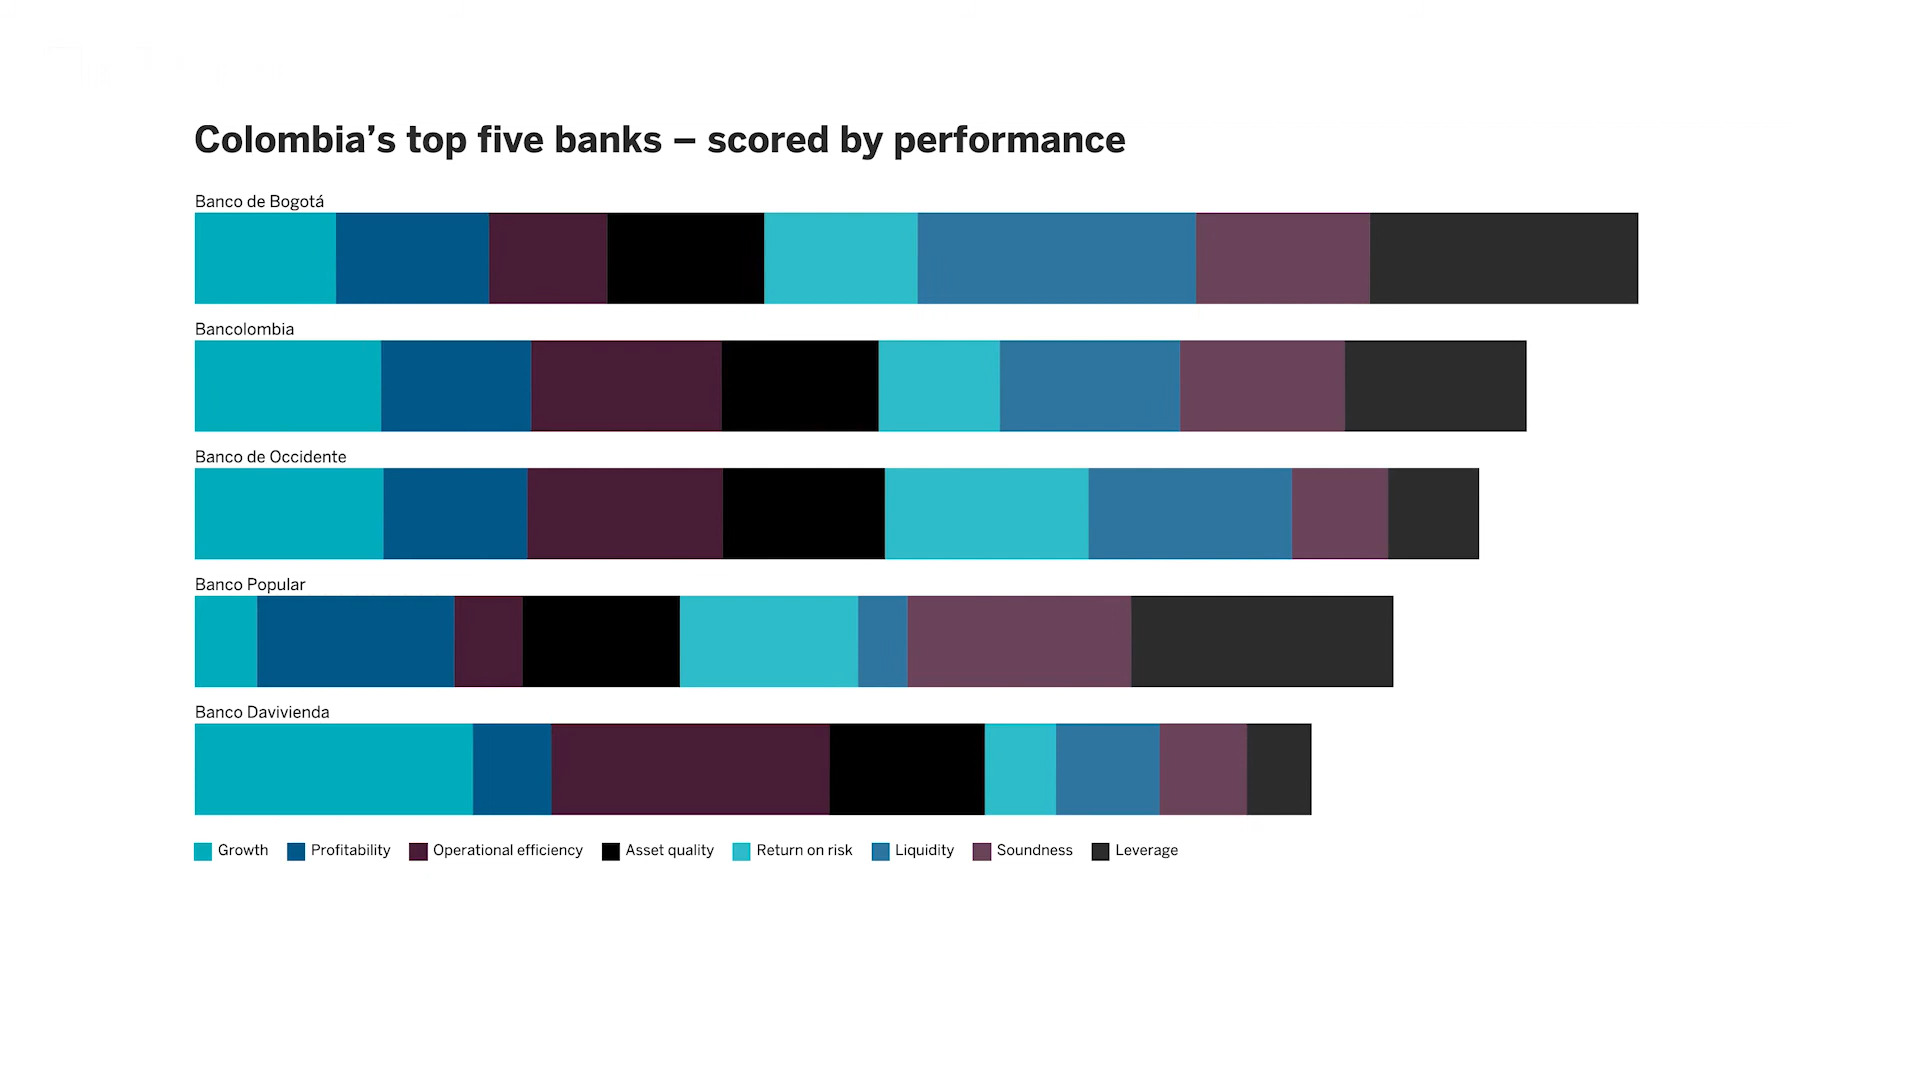 Colombia’s top five banks – scored by performance
Banco de Bogotá
Bancolombia
Banco de Occidente
Banco Popular
Banco Davivienda
Growth Profitability Operational efficiency Asset quality Return on risk Liquidity Soundness Leverage